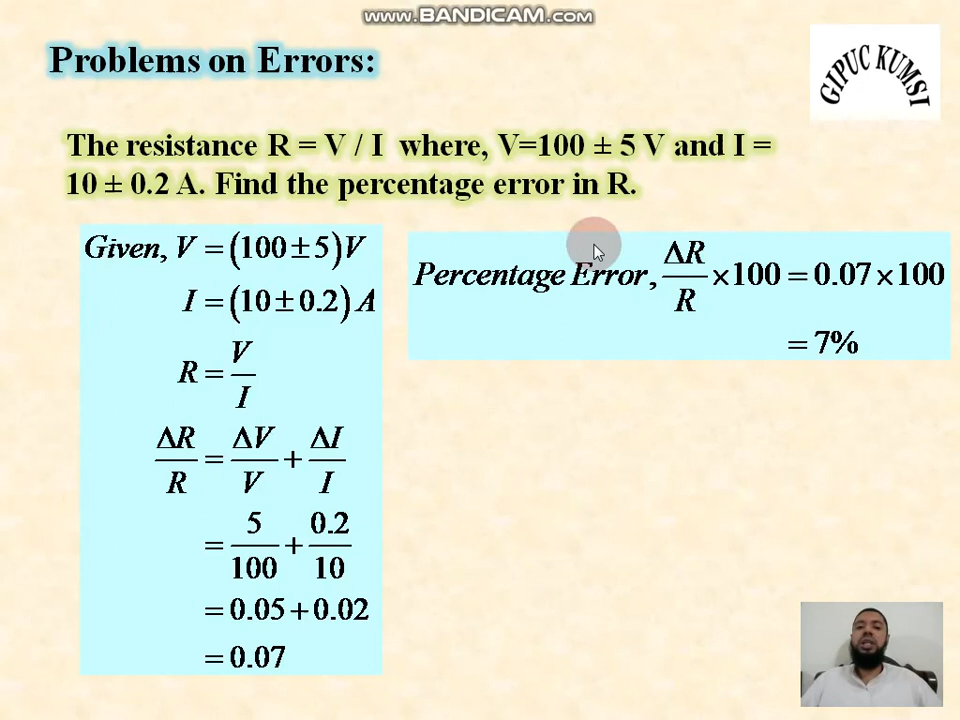 www.BANDICAM.com
Problems on Errors:
GIPUC KUMSI
The resistance R = V / I where, V=100 ± 5 V and I =
10 ± 0.2 A. Find the percentage error in R.
Given, V = (100 ± 5) V
I = (10 ± 0.2) A
R = V/I
ΔR/R = ΔV/V + ΔI/I
= 5/100 + 0.2/10
= 0.05 + 0.02
= 0.07
Percentage Error, ΔR/R × 100 = 0.07 × 100
= 7%